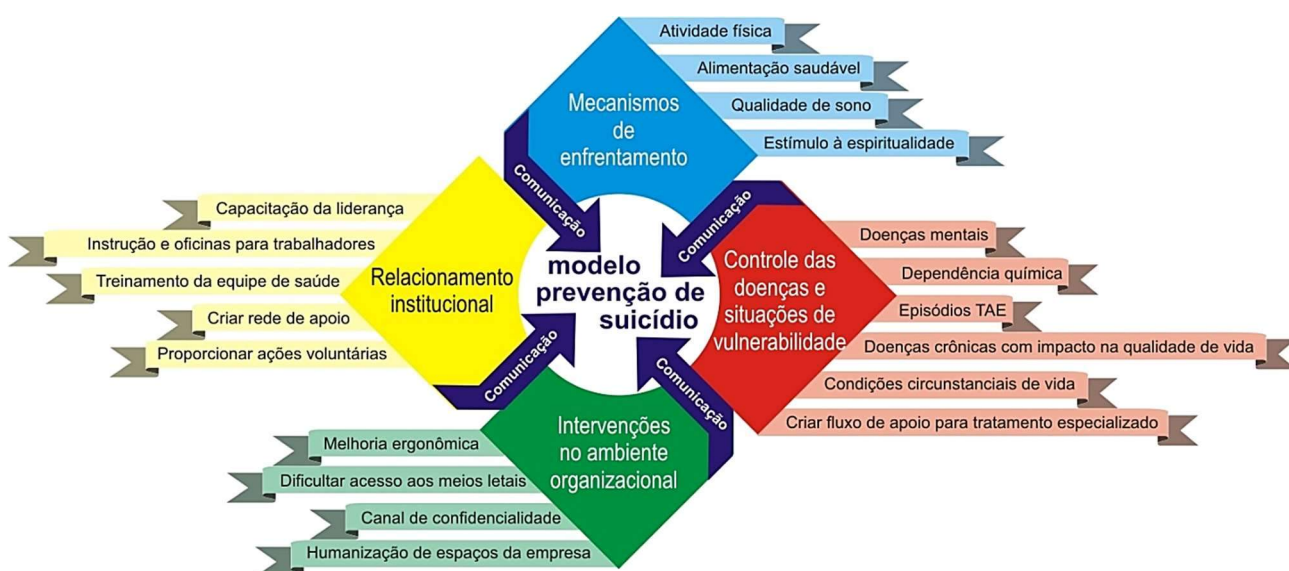 Atividade física
Alimentação saudável
Qualidade de sono
Estímulo à espiritualidade
Mecanismos
de
enfrentamento
Comunicação
Comunicação
Capacitação da liderança
Instrução e oficinas para trabalhadores
Treinamento da equipe de saúde
Criar rede de apoio
Proporcionar ações voluntárias
Relacionamento
institucional
modelo
prevenção de
suicídio
Controle das
doenças e
situações de
vulnerabilidade
Doenças mentais
Dependência química
Episódios TAE
Doenças crônicas com impacto na qualidade de vida
Condições circunstanciais de vida
Criar fluxo de apoio para tratamento especializado
Comunicação
Comunicação
Intervenções
no ambiente
organizacional
Melhoria ergonômica
Dificultar acesso aos meios letais
Canal de confidencialidade
Humanização de espaços da empresa